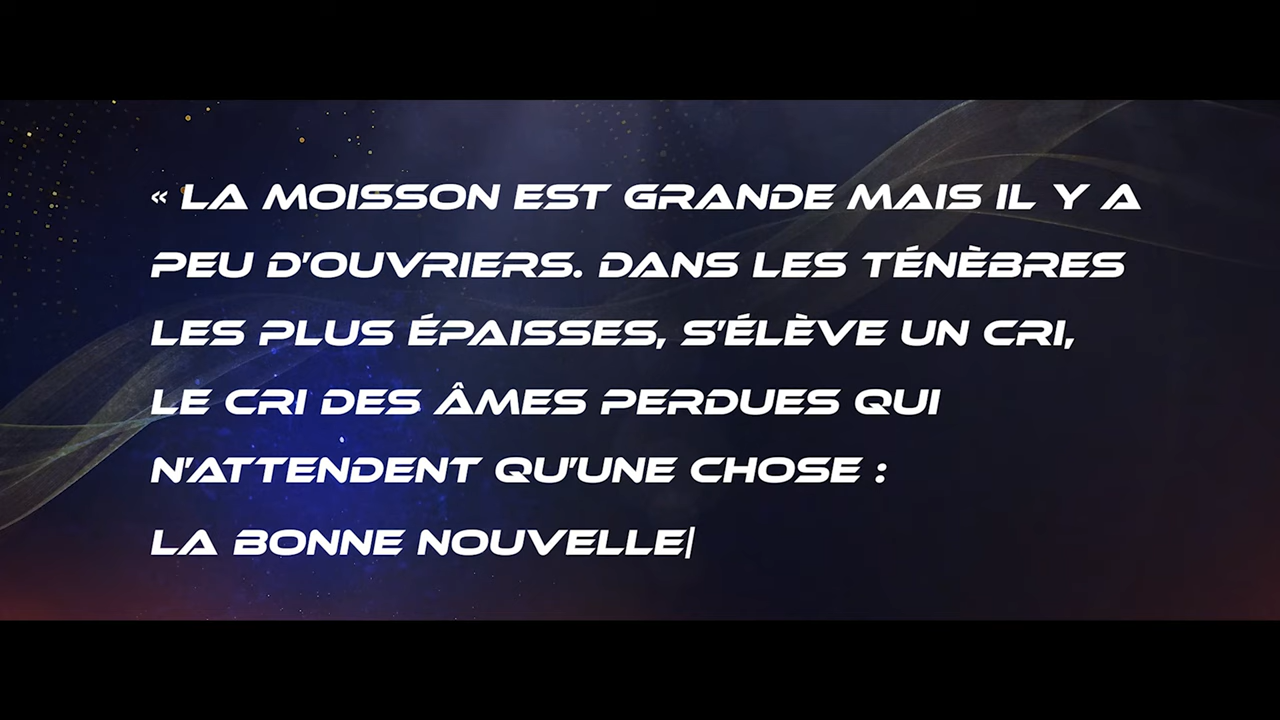 « LA MOISSON EST GRANDE MAIS IL Y A
PEU D'OUVRIERS. DANS LES TÉNÈBRES
LES PLUS ÉPAISSES, S'ÉLÈVE UN CRI,
LE CRI DES ÂMES PERDUES QUI
N'ATTENDENT QU'UNE CHOSE :
LA BONNE NOUVELLE|